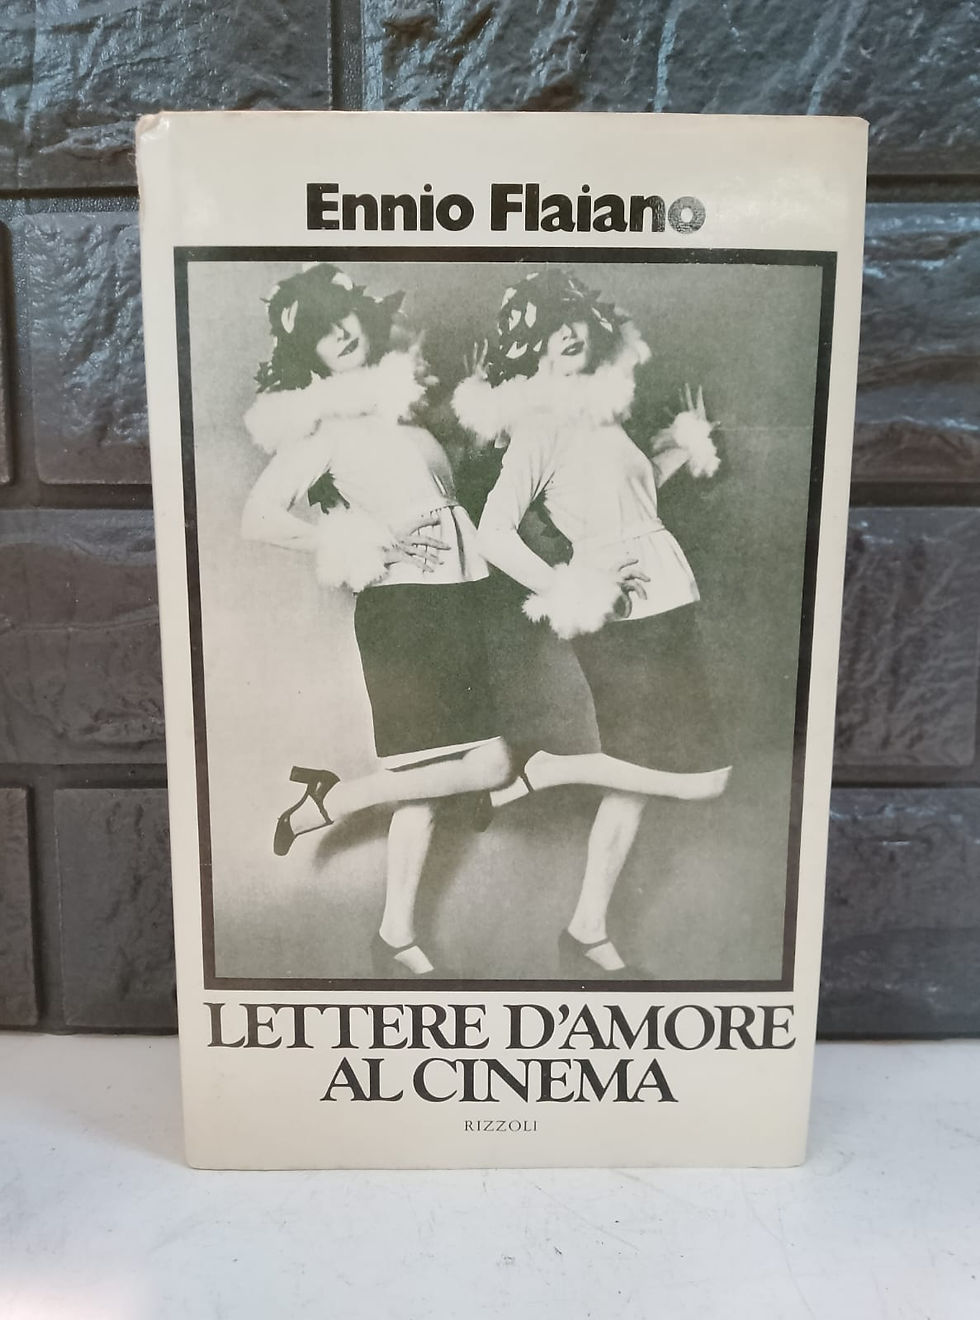 Ennio Flaiano
LETTERE D'AMORE
AL CINEMA
RIZZOLI